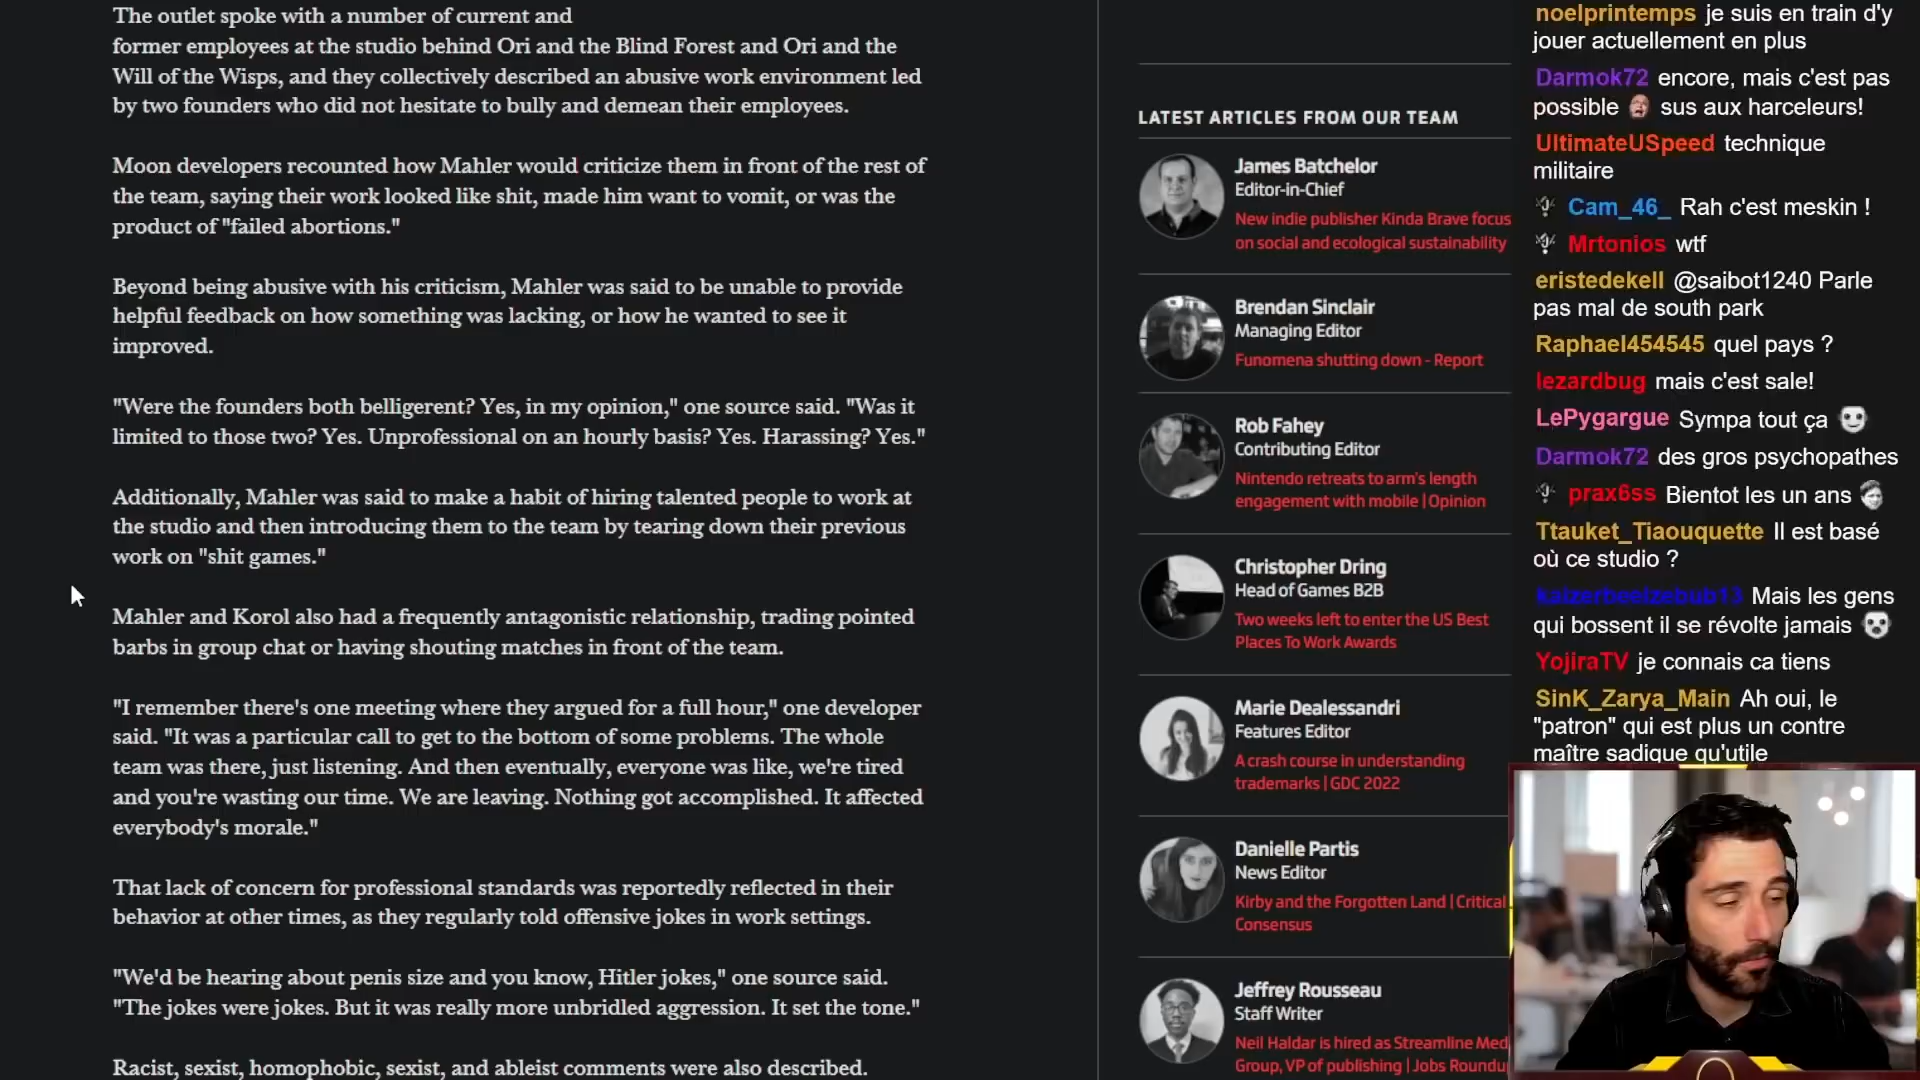 The outlet spoke with a number of current and
former employees at the studio behind Ori and the Blind Forest and Ori and the
Will of the Wisps, and they collectively described an abusive work environment led
by two founders who did not hesitate to bully and demean their employees.
Moon developers recounted how Mahler would criticize them in front of the rest of
the team, saying their work looked like shit, made him want to vomit, or was the
product of "failed abortions."
Beyond being abusive with his criticism, Mahler was said to be unable to provide
helpful feedback on how something was lacking, or how he wanted to see it
improved.
"Were the founders both belligerent? Yes, in my opinion," one source said. "Was it
limited to those two? Yes. Unprofessional on an hourly basis? Yes. Harassing? Yes."
Additionally, Mahler was said to make a habit of hiring talented people to work at
the studio and then introducing them to the team by tearing down their previous
work on "shit games."
Mahler and Korol also had a frequently antagonistic relationship, trading pointed
barbs in group chat or having shouting matches in front of the team.
"I remember there's one meeting where they argued for a full hour," one developer
said. "It was a particular call to get to the bottom of some problems. The whole
team was there, just listening. And then eventually, everyone was like, we're tired
and you're wasting our time. We are leaving. Nothing got accomplished. It affected
everybody's morale."
That lack of concern for professional standards was reportedly reflected in their
behavior at other times, as they regularly told offensive jokes in work settings.
"We'd be hearing about penis size and you know, Hitler jokes," one source said.
"The jokes were jokes. But it was really more unbridled aggression. It set the tone."
Racist, sexist, homophobic, sexist, and ableist comments were also described.
LATEST ARTICLES FROM OUR TEAM
James Batchelor
Editor-in-Chief
New indie publisher Kinda Brave focus
on social and ecological sustainability
Brendan Sinclair
Managing Editor
Funomena shutting down - Report
Rob Fahey
Contributing Editor
Nintendo retreats to arm's length
engagement with mobile | Opinion
Christopher Dring
Head of Games B2B
Two weeks left to enter the US Best
Places To Work Awards
Marie Dealessandri
Features Editor
A crash course in understanding
trademarks | GDC 2022
Danielle Partis
News Editor
Kirby and the Forgotten Land | Critical
Consensus
Jeffrey Rousseau
Staff Writer
Neil Haldar is hired as Streamline Med
Group, VP of publishing | Jobs Roundu
noelprintemps je suis en train d'y
jouer actuellement en plus
Darmok72 encore, mais c'est pas
possible sus aux harceleurs!
UltimateUSpeed technique
militaire
Cam_46_ Rah c'est meskin !
Mrtonios wtf
eristedekell @saibot1240 Parle
pas mal de south park
Raphael454545 quel pays ?
lezardbug mais c'est sale!
LePygargue Sympa tout ça
Darmok72 des gros psychopathes
prax6ss Bientot les un ans
Ttauket_Tiaouquette Il est basé
où ce studio ?
kaizerbeelzebub13 Mais les gens
qui bossent il se révolte jamais
YojiraTV je connais ca tiens
SinK_Zarya_Main Ah oui, le
"patron" qui est plus un contre
maître sadique qu'utile